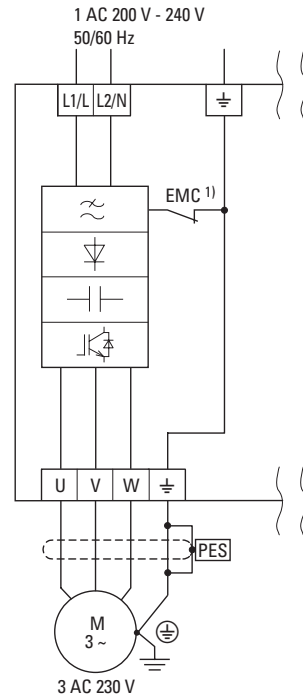 1 AC 200 V - 240 V
50/60 Hz
L1/L L2/N
EMC 1)
U V W
PES
M
3 ~
3 AC 230 V